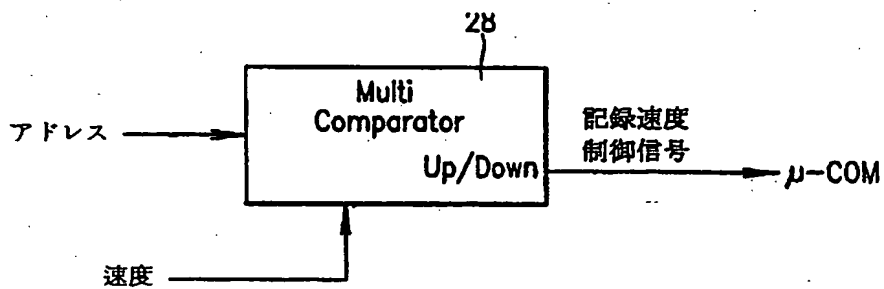 28
Multi
Comparator
アドレス
Up/Down
記録速度
制御信号
μ-COM
速度